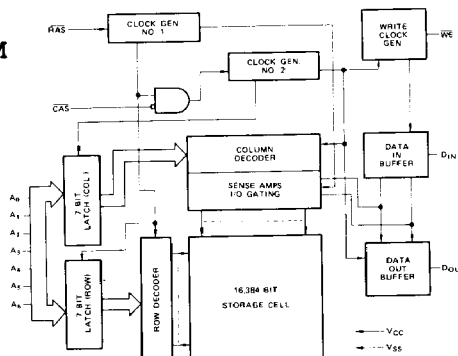 M
RAS
CLOCK GEN
NO. 1
WRITE
CLOCK
GEN
WE
CLOCK GEN.
NO. 2
CAS
COLUMN
DECODER
DATA
IN
BUFFER
DIN
SENSE AMPS
I/O GATING
7 BIT
LATCH (COL)
A0
A1
A2
A3
A4
A5
A6
7 BIT
LATCH (ROW)
ROW DECODER
16,384 BIT
STORAGE CELL
DATA
OUT
BUFFER
DOU
VCC
VSS